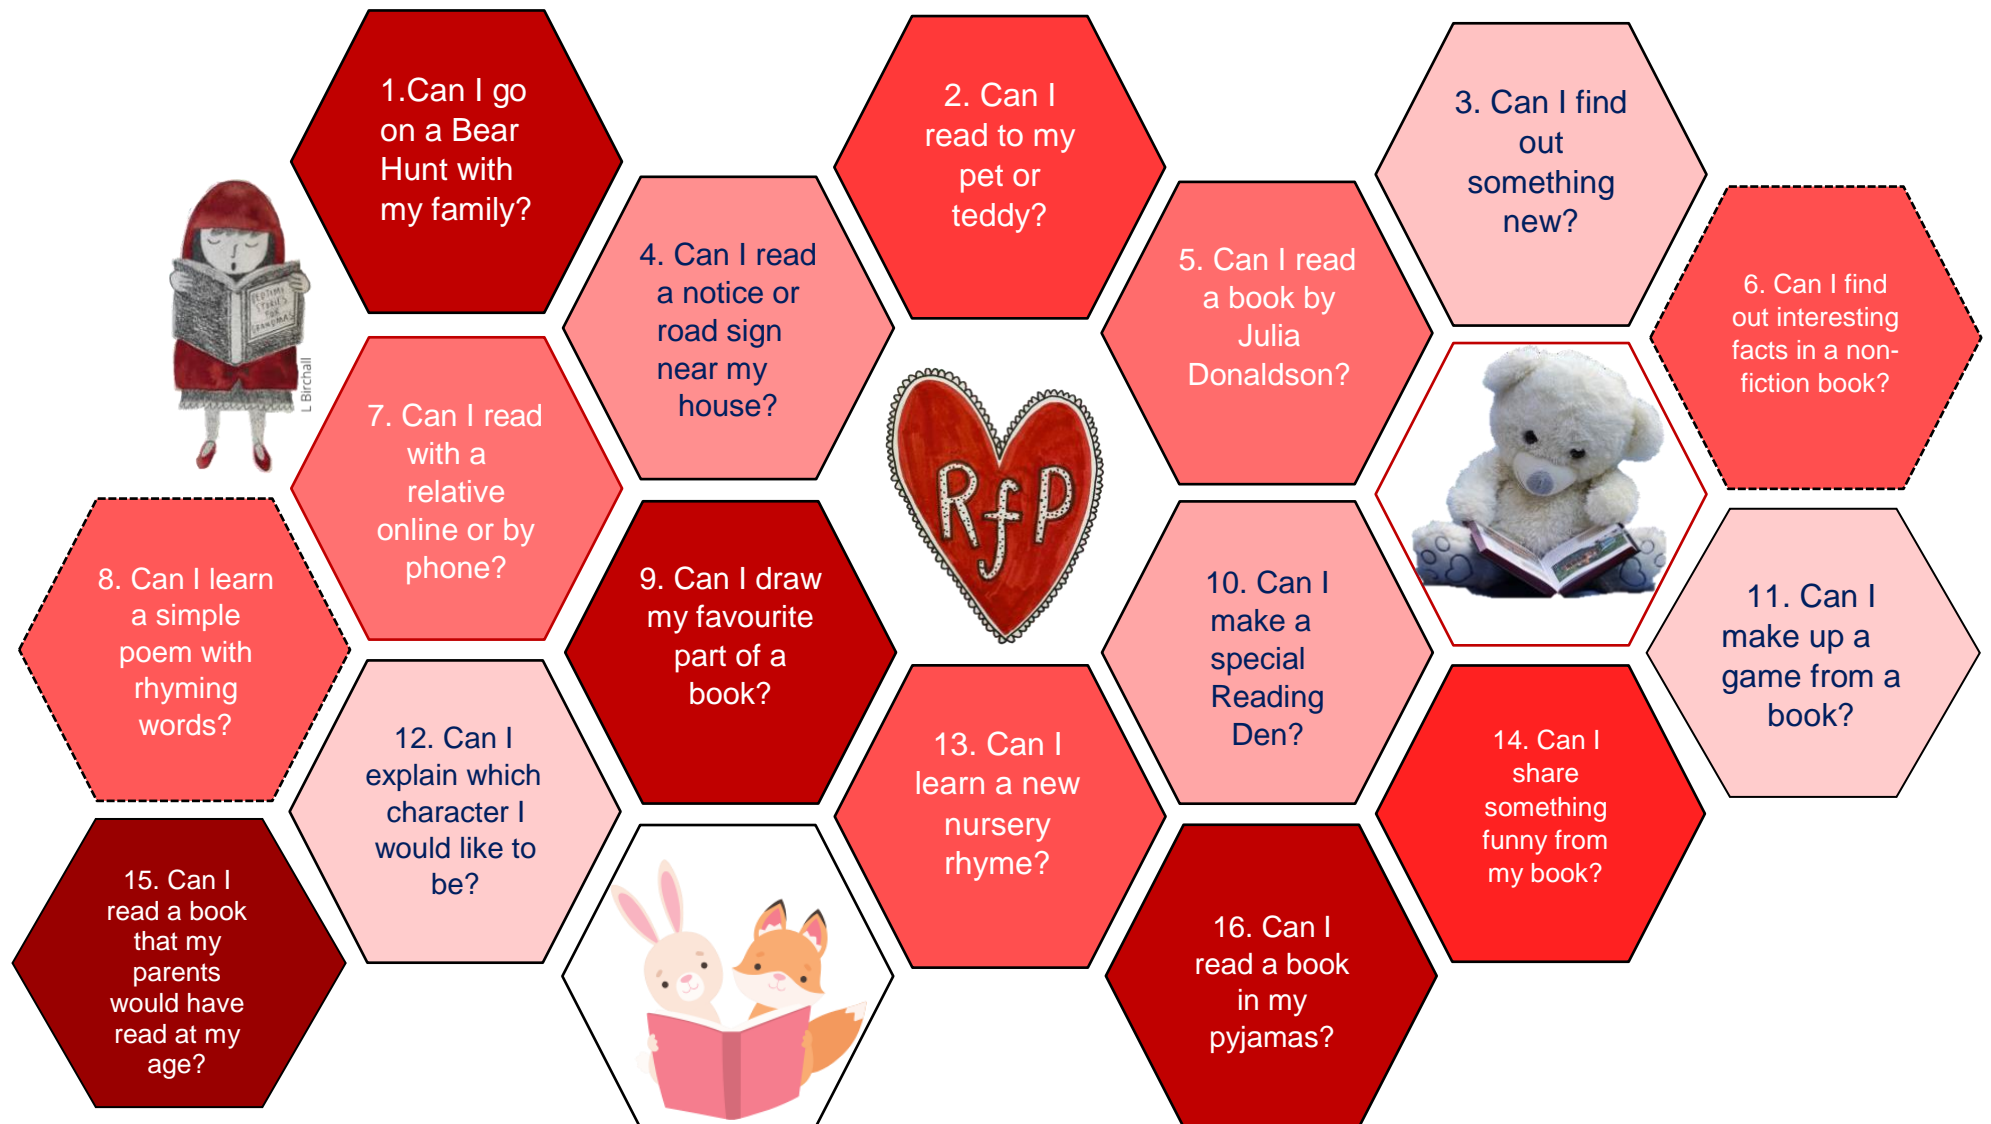 1.Can I go
on a Bear
Hunt with
my family?
2. Can I
read to my
pet or
teddy?
3. Can I find
out
something
new?
4. Can I read
a notice or
road sign
near my
house?
5. Can I read
a book by
Julia
Donaldson?
6. Can I find
out interesting
facts in a non-
fiction book?
BEDTIME
STORIES
FOR
GRANDMAS
L Birchall
7. Can I read
with a
relative
online or by
phone?
RfP
8. Can I learn
a simple
poem with
rhyming
words?
9. Can I draw
my favourite
part of a
book?
10. Can I
make a
special
Reading
Den?
11. Can I
make up a
game from a
book?
12. Can I
explain which
character I
would like to
be?
13. Can I
learn a new
nursery
rhyme?
14. Can I
share
something
funny from
my book?
15. Can I
read a book
that my
parents
would have
read at my
age?
16. Can I
read a book
in my
pyjamas?